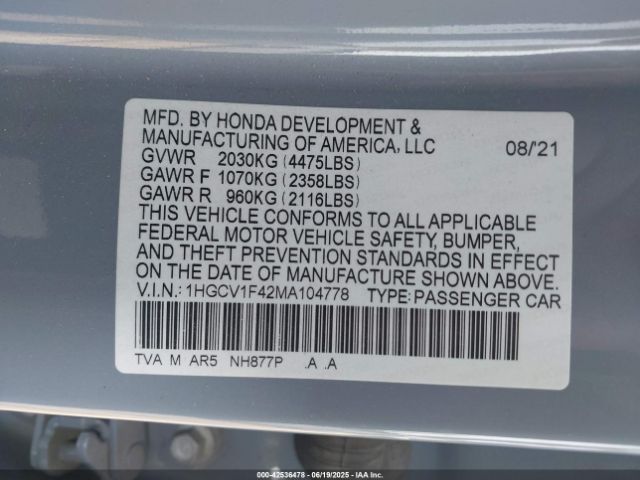 MFD. BY HONDA DEVELOPMENT &
MANUFACTURING OF AMERICA, LLC 08/'21
GVWR 2030KG (4475LBS)
GAWR F 1070KG (2358LBS)
GAWR R 960KG (2116LBS)
THIS VEHICLE CONFORMS TO ALL APPLICABLE
FEDERAL MOTOR VEHICLE SAFETY, BUMPER,
AND THEFT PREVENTION STANDARDS IN EFFECT
ON THE DATE OF MANUFACTURE SHOWN ABOVE.
V.I.N.: 1HGCV1F42MA104778 TYPE: PASSENGER CAR
TVA M AR5 NH877P .A .A
000-42536478 - 06/19/2025 - IAAI.COM